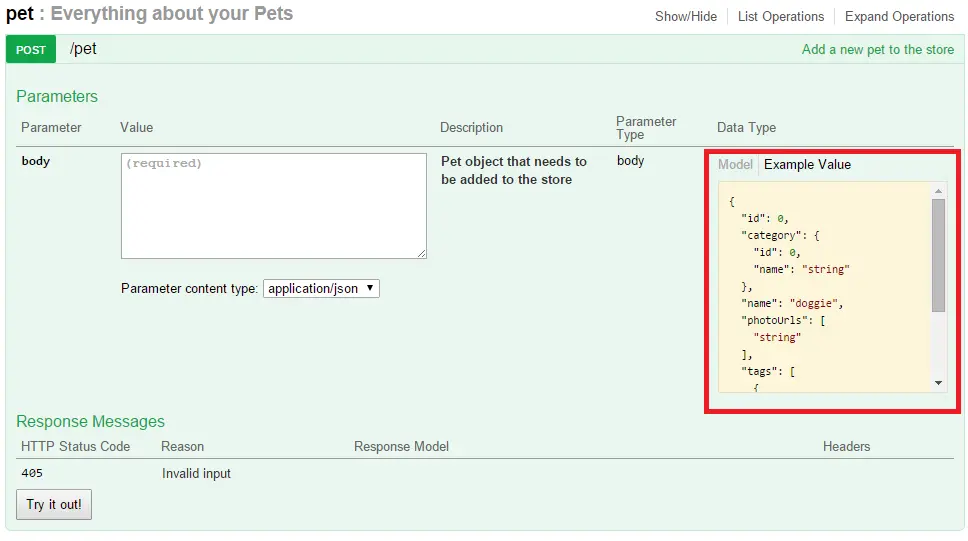 pet : Everything about your Pets
Show/Hide List Operations Expand Operations
POST /pet Add a new pet to the store
Parameters
Parameter Value Description Parameter Type Data Type
body (required) Pet object that needs to be added to the store body
Model Example Value
{
"id": 0,
"category": {
"id": 0,
"name": "string"
},
"name": "doggie",
"photoUrls": [
"string"
],
"tags": [
{
Parameter content type: application/json
Response Messages
HTTP Status Code Reason Response Model Headers
405 Invalid input
Try it out!